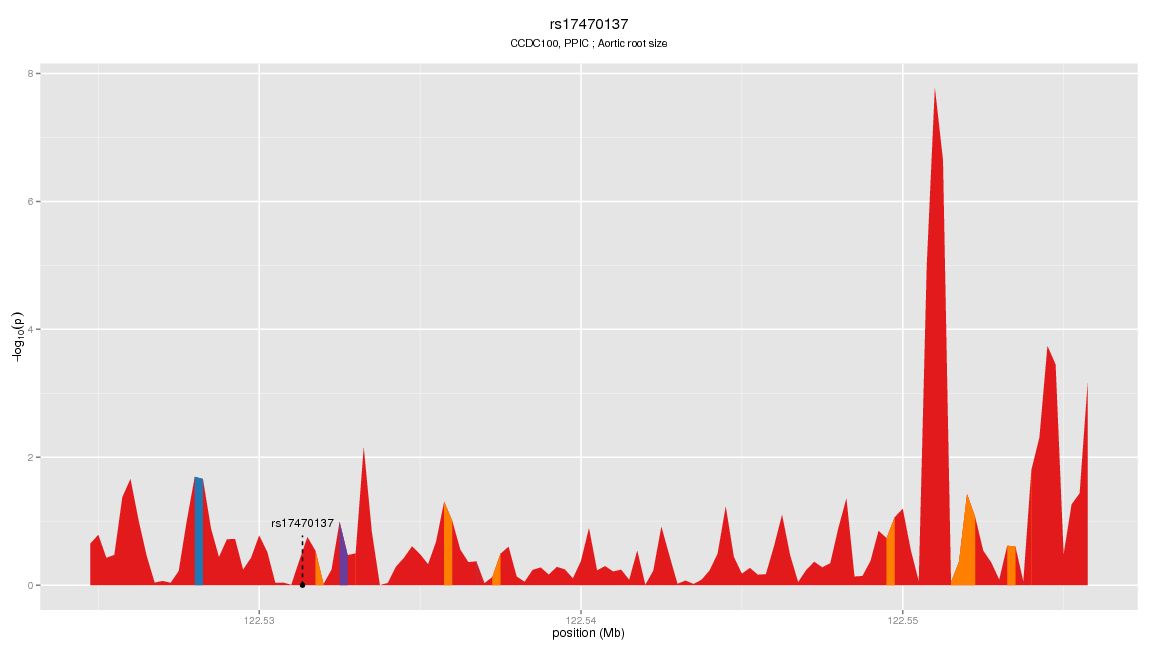 rs17470137
CCDC100, PPIC ; Aortic root size
8
6
4
2
0
−log10(p)
rs17470137
122.53 122.54 122.55
position (Mb)